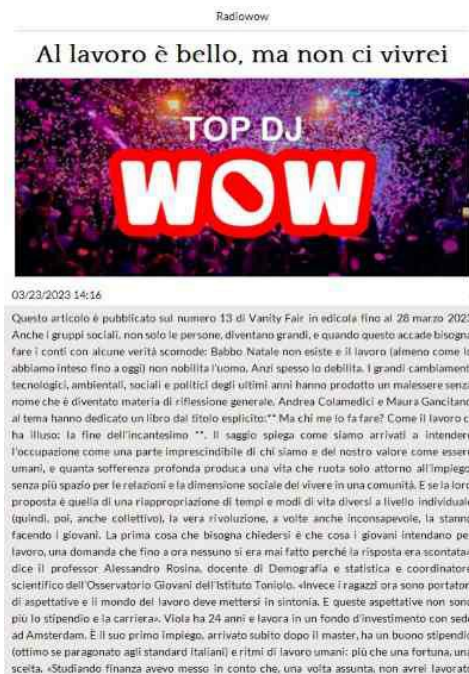 Radiowow
Al lavoro è bello, ma non ci vivrei
TOP DJ
WOW
03/23/2023 14:16
Questo articolo è pubblicato sul numero 13 di Vanity Fair in edicola fino al 28 marzo 2023
Anche i gruppi sociali, non solo le persone, diventano grandi, e quando questo accade bisogna
fare i conti con alcune verità scomode: Babbo Natale non esiste e il lavoro (almeno come lo
abbiamo inteso fino a oggi) non nobilita l'uomo. Anzi spesso lo debilita. I grandi cambiamenti
tecnologici, ambientali, sociali e politici degli ultimi anni hanno prodotto un malessere senza
nome che è diventato materia di riflessione generale. Andrea Colamedici e Maura Gancitano
al tema hanno dedicato un libro dal titolo esplicito:** Ma chi me lo fa fare? Come il lavoro ci
ha illuso: la fine dell'incantesimo **. Il saggio spiega come siamo arrivati a intendere
l'occupazione come una parte imprescindibile di chi siamo e del nostro valore come esseri
umani, e quanta sofferenza profonda produca una vita che ruota solo attorno all'impiego
senza più spazio per le relazioni e la dimensione sociale del vivere in una comunità. E se la loro
proposta è quella di una riappropriazione di tempi e modi di vita diversi a livello individuale
(quindi, poi, anche collettivo), la vera rivoluzione, a volte anche inconsapevole, la stanno
facendo i giovani. La prima cosa che bisogna chiedersi è che cosa i giovani intendano per
lavoro, una domanda che fino a ora nessuno si era mai fatto perché la risposta era scontata»
dice il professor Alessandro Rosina, docente di Demografia e statistica e coordinatore
scientifico dell'Osservatorio Giovani dell'Istituto Toniolo. «Invece i ragazzi ora sono portatori
di aspettative e il mondo del lavoro deve mettersi in sintonia. E queste aspettative non sono
più lo stipendio e la carriera». Viola ha 24 anni e lavora in un fondo d'investimento con sede
ad Amsterdam. È il suo primo impiego, arrivato subito dopo il master, ha un buono stipendio
(ottimo se paragonato agli standard italiani) e ritmi di lavoro umani: più che una fortuna, una
scelta. «Studiando finanza avevo messo in conto che, una volta assunta, non avrei lavorato